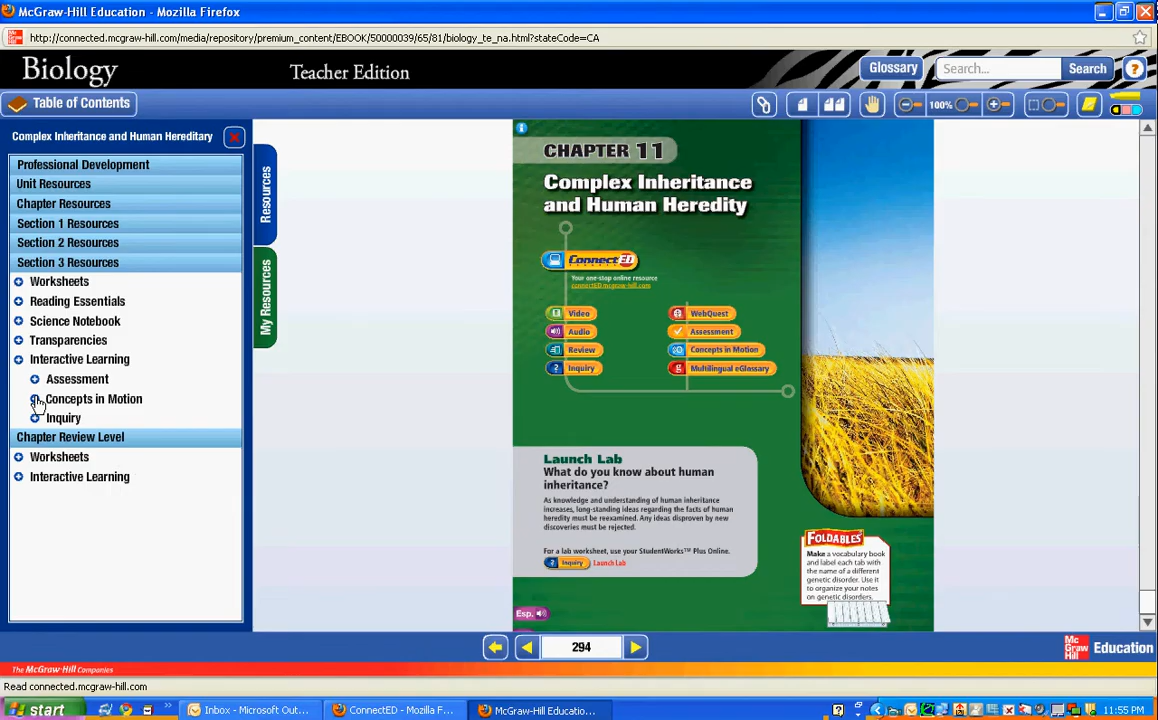 McGraw-Hill Education - Mozilla Firefox
http://connected.mcgraw-hill.com/media/repository/premium_content/EBOOK/50000039/65/81/biology_te_na.html?stateCode=CA
Biology
Teacher Edition
Glossary
Search...
Search
?
Table of Contents
100%
Complex Inheritance and Human Hereditary
Professional Development
Unit Resources
Chapter Resources
Section 1 Resources
Section 2 Resources
Section 3 Resources
Worksheets
Reading Essentials
Science Notebook
Transparencies
Interactive Learning
Assessment
Concepts in Motion
Inquiry
Chapter Review Level
Worksheets
Interactive Learning
Resources
My Resources
CHAPTER 11
Complex Inheritance
and Human Heredity
ConnectED
Your one-stop online resource
connectED.mcgraw-hill.com
Video
Audio
Review
? Inquiry
WebQuest
Assessment
Concepts in Motion
g Multilingual eGlossary
Launch Lab
What do you know about human
inheritance?
As knowledge and understanding of human inheritance
increases, long-standing ideas regarding the facts of human
heredity must be reexamined. Any ideas disproven by new
discoveries must be rejected.
For a lab worksheet, use your StudentWorks™ Plus Online.
? Inquiry Launch Lab
FOLDABLES
Make a vocabulary book
and label each tab with
the name of a different
genetic disorder. Use it
to organize your notes
on genetic disorders.
Esp.
294
Mc Graw Hill Education
The McGraw-Hill Companies
Read connected.mcgraw-hill.com
start
Inbox - Microsoft Out...
ConnectED - Mozilla F...
McGraw-Hill Educatio...
11:55 PM